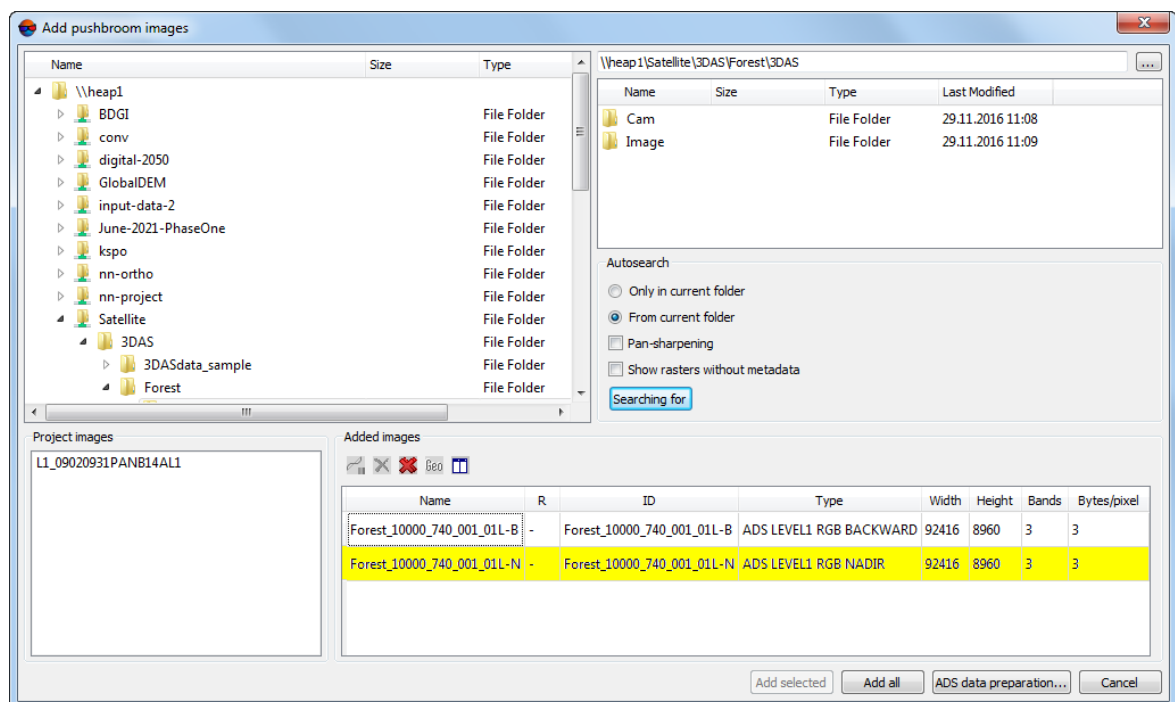 Add pushbroom images
Name Size Type
\\heap1
BDGI File Folder
conv File Folder
digital-2050 File Folder
GlobalDEM File Folder
input-data-2 File Folder
June-2021-PhaseOne File Folder
kspo File Folder
nn-ortho File Folder
nn-project File Folder
Satellite File Folder
3DAS File Folder
3DASdata_sample File Folder
Forest File Folder
\\heap1\Satellite\3DAS\Forest\3DAS ...
Name Size Type Last Modified
Cam File Folder 29.11.2016 11:08
Image File Folder 29.11.2016 11:09
Autosearch
Only in current folder
From current folder
Pan-sharpening
Show rasters without metadata
Searching for
Project images
L1_09020931PANB14AL1
Added images
Geo
Name R ID Type Width Height Bands Bytes/pixel
Forest_10000_740_001_01L-B - Forest_10000_740_001_01L-B ADS LEVEL1 RGB BACKWARD 92416 8960 3 3
Forest_10000_740_001_01L-N - Forest_10000_740_001_01L-N ADS LEVEL1 RGB NADIR 92416 8960 3 3
Add selected Add all ADS data preparation... Cancel